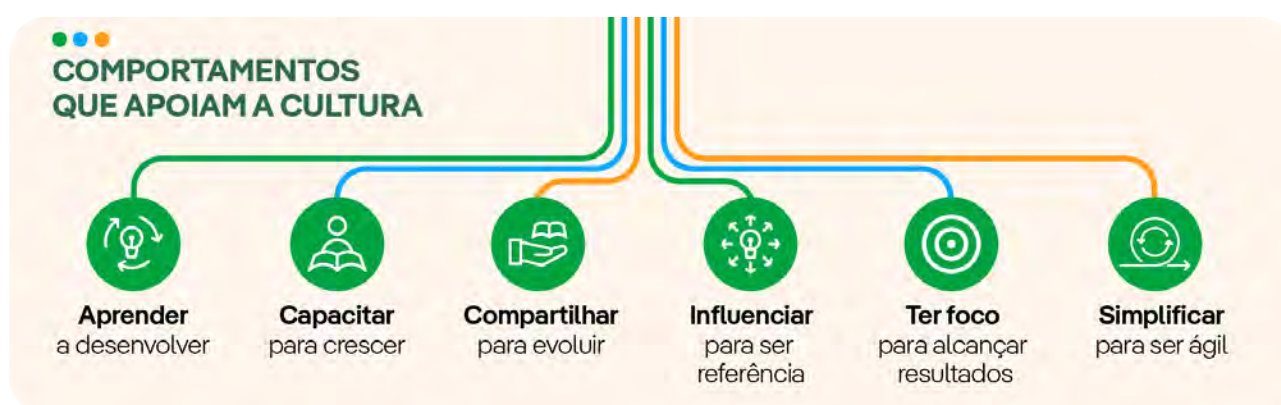 COMPORTAMENTOS
QUE APOIAM A CULTURA
Aprender
a desenvolver
Capacitar
para crescer
Compartilhar
para evoluir
Influenciar
para ser
referência
Ter foco
para alcançar
resultados
Simplificar
para ser ágil